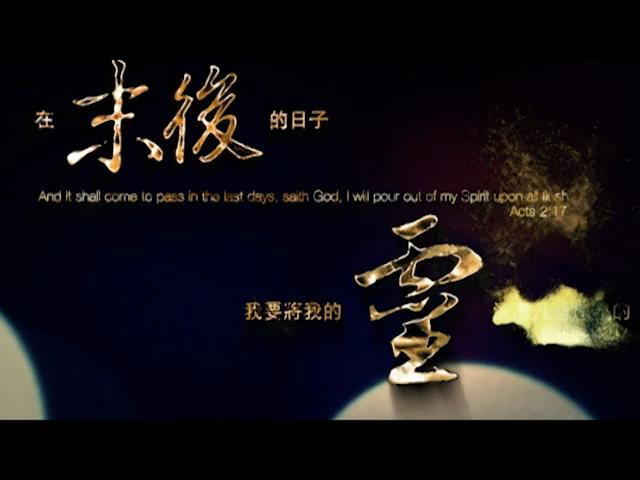 在末後的日子
And it shall come to pass in the last days, saith God, I will pour out of my Spirit upon all
Acts 2:17
我要將我的靈 的